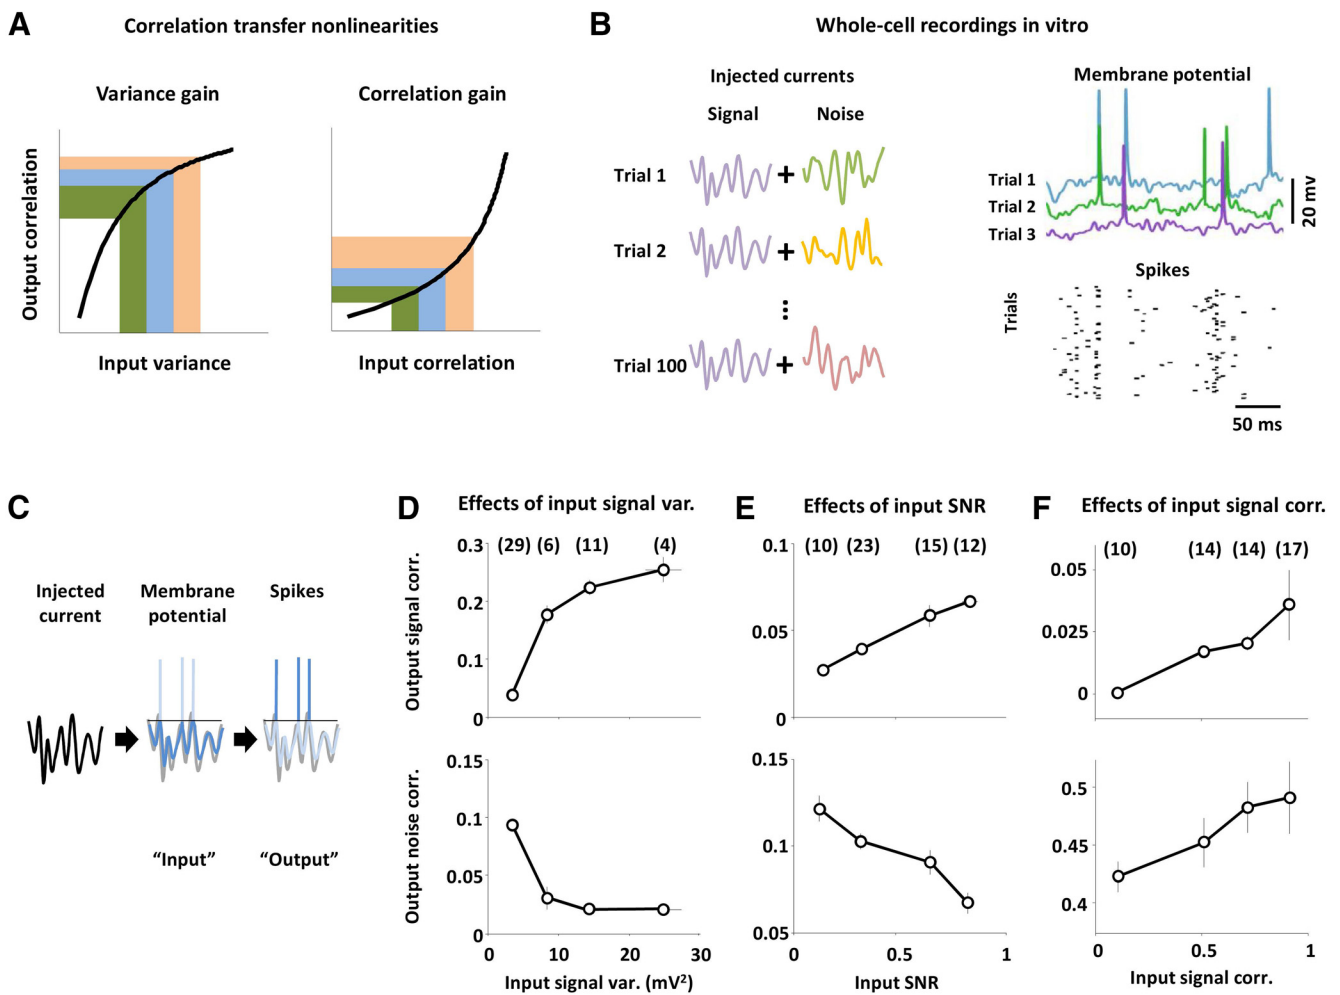 A
Correlation transfer nonlinearities
Variance gain
Correlation gain
Output correlation
Input variance
Input correlation
B
Whole-cell recordings in vitro
Injected currents
Signal
Noise
Trial 1
+
Trial 2
+
Trial 100
+
Membrane potential
Trial 1
Trial 2
Trial 3
20 mv
Spikes
Trials
50 ms
C
Injected
current
Membrane
potential
Spikes
“Input”
“Output”
D
Effects of input signal var.
Output signal corr.
0.3
0.2
0.1
0
(29) (6) (11) (4)
Output noise corr.
0.15
0.1
0.05
0
0 10 20 30
Input signal var. (mV²)
E
Effects of input SNR
0.1
0.05
0
(10) (23) (15) (12)
0.15
0.1
0.05
0 0.5 1
Input SNR
F
Effects of input signal corr.
0.05
0.025
0
(10) (14) (14) (17)
0.5
0.45
0.4
0 0.5 1
Input signal corr.